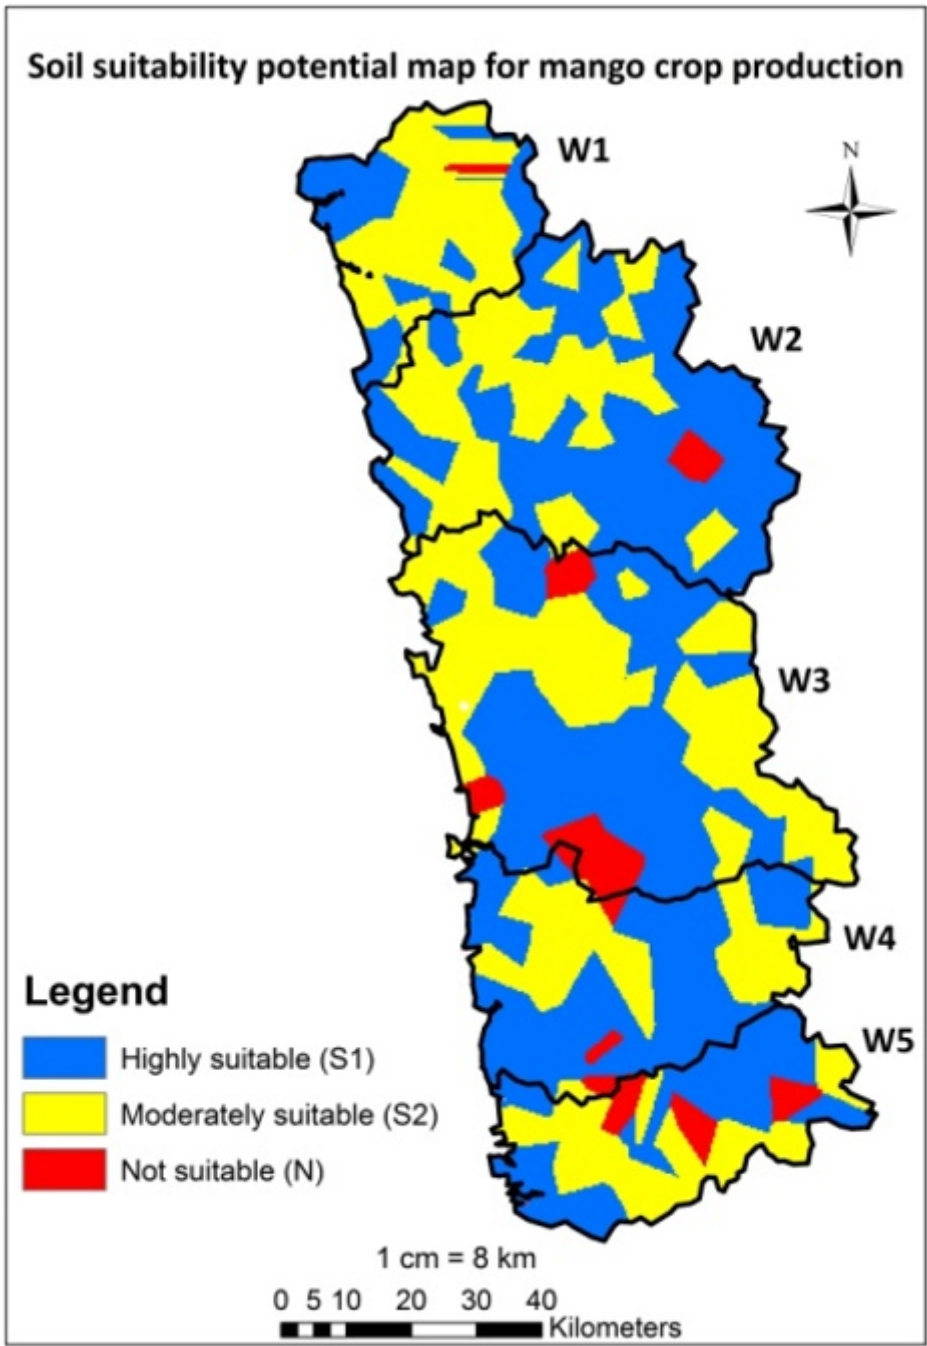 Soil suitability potential map for mango crop production
W1
N
W2
W3
W4
W5
Legend
Highly suitable (S1)
Moderately suitable (S2)
Not suitable (N)
1 cm = 8 km
0 5 10 20 30 40
Kilometers